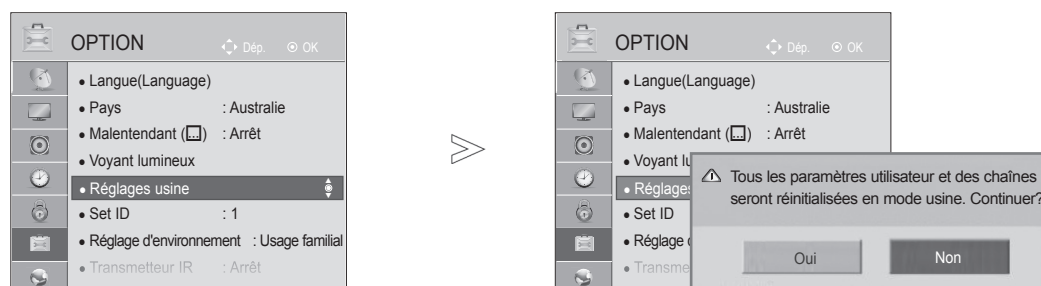 OPTION
Dép. OK
• Langue(Language)
• Pays : Australie
• Malentendant (...) : Arrêt
• Voyant lumineux
• Réglages usine
• Set ID : 1
• Réglage d'environnement : Usage familial
• Transmetteur IR : Arrêt
OPTION
Dép. OK
• Langue(Language)
• Pays : Australie
• Malentendant (...) : Arrêt
• Voyant lu
• Réglages
• Set ID
• Réglage d
• Transme
Tous les paramètres utilisateur et des chaînes
seront réinitialisées en mode usine. Continuer?
Oui Non